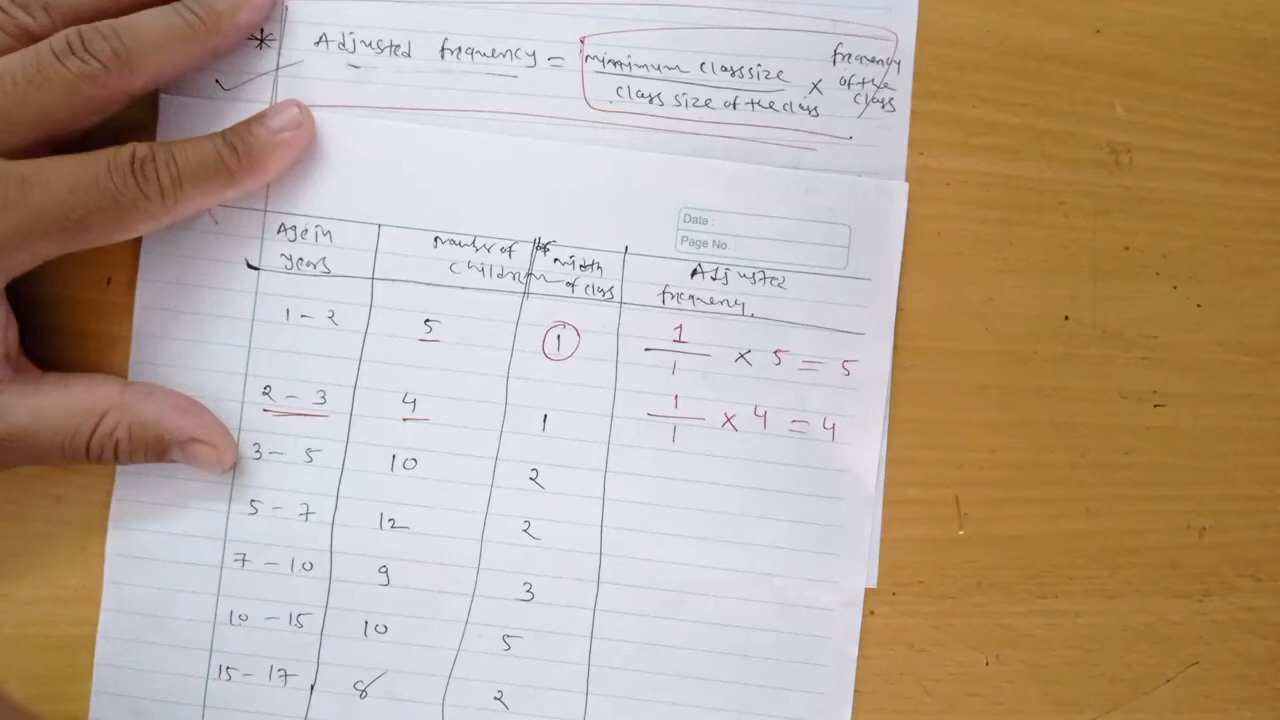 * Adjusted frequency = minimum classsize / class size of the class × frequency of the class
Date :
Page No. :
Age in years | number of children | width of class | Adjusted frequency.
1 - 2 | 5 | 1 | 1/1 × 5 = 5
2 - 3 | 4 | 1 | 1/1 × 4 = 4
3 - 5 | 10 | 2
5 - 7 | 12 | 2
7 - 10 | 9 | 3
10 - 15 | 10 | 5
15 - 17 | 8 | 2